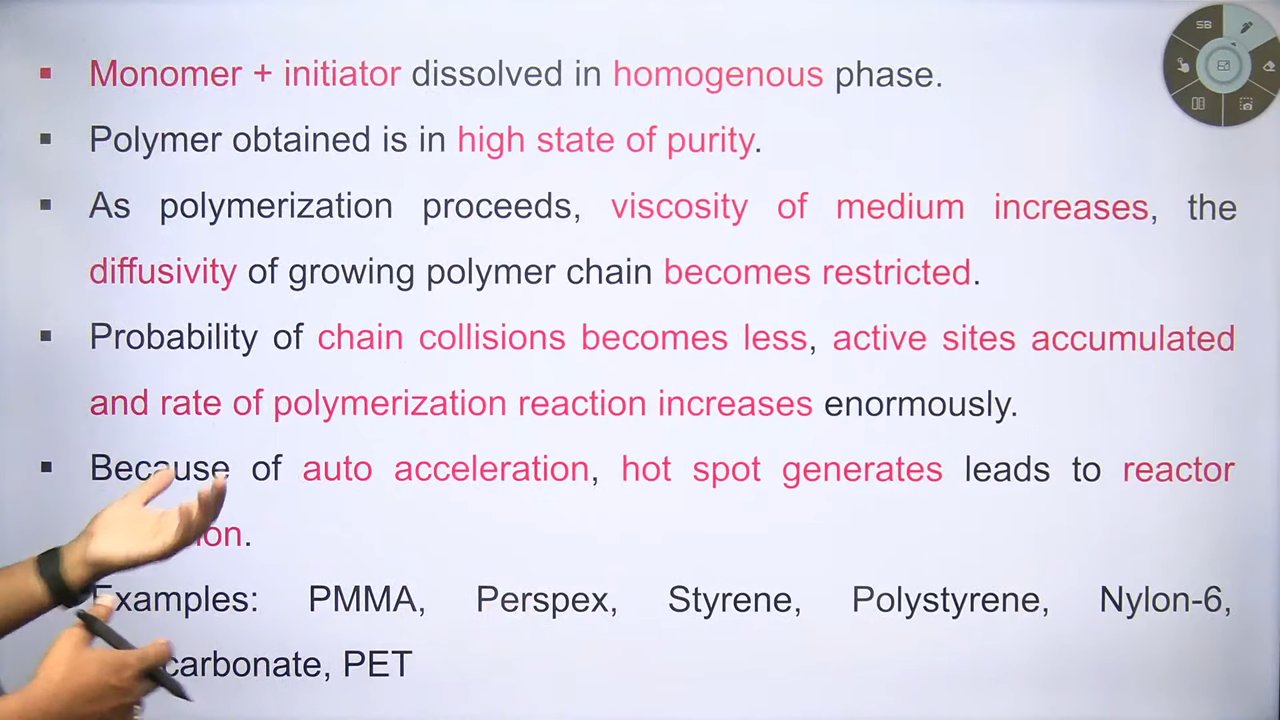 SB
▪ Monomer + initiator dissolved in homogenous phase.
▪ Polymer obtained is in high state of purity.
▪ As polymerization proceeds, viscosity of medium increases, the
diffusivity of growing polymer chain becomes restricted.
▪ Probability of chain collisions becomes less, active sites accumulated
and rate of polymerization reaction increases enormously.
▪ Because of auto acceleration, hot spot generates leads to reactor
Examples: PMMA, Perspex, Styrene, Polystyrene, Nylon-6,
carbonate, PET